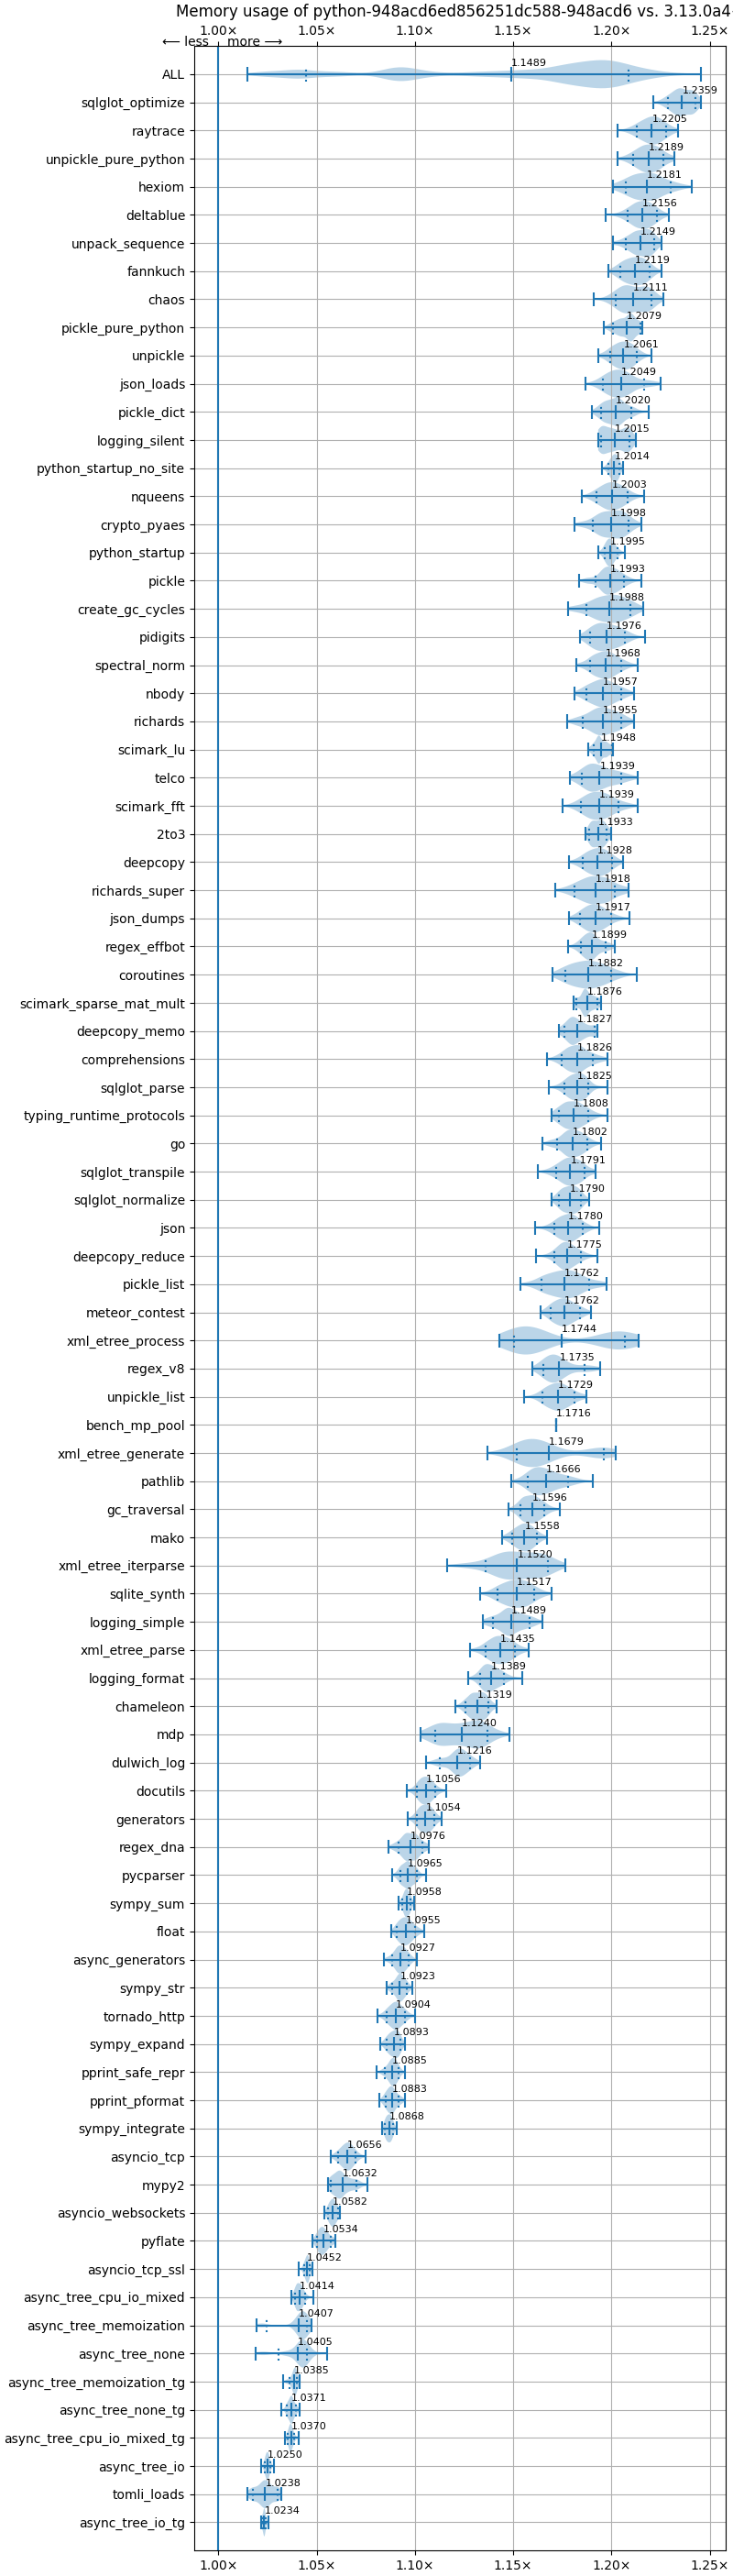 Memory usage of python-948acd6ed856251dc588-948acd6 vs. 3.13.0a4
1.00× 1.05× 1.10× 1.15× 1.20× 1.25×
⟵ less more ⟶
ALL 1.1489
sqlglot_optimize 1.2359
raytrace 1.2205
unpickle_pure_python 1.2189
hexiom 1.2181
deltablue 1.2156
unpack_sequence 1.2149
fannkuch 1.2119
chaos 1.2111
pickle_pure_python 1.2079
unpickle 1.2061
json_loads 1.2049
pickle_dict 1.2020
logging_silent 1.2015
python_startup_no_site 1.2014
nqueens 1.2003
crypto_pyaes 1.1998
python_startup 1.1995
pickle 1.1993
create_gc_cycles 1.1988
pidigits 1.1976
spectral_norm 1.1968
nbody 1.1957
richards 1.1955
scimark_lu 1.1948
telco 1.1939
scimark_fft 1.1939
2to3 1.1933
deepcopy 1.1928
richards_super 1.1918
json_dumps 1.1917
regex_effbot 1.1899
coroutines 1.1882
scimark_sparse_mat_mult 1.1876
deepcopy_memo 1.1827
comprehensions 1.1826
sqlglot_parse 1.1825
typing_runtime_protocols 1.1808
go 1.1802
sqlglot_transpile 1.1791
sqlglot_normalize 1.1790
json 1.1780
deepcopy_reduce 1.1775
pickle_list 1.1762
meteor_contest 1.1762
xml_etree_process 1.1744
regex_v8 1.1735
unpickle_list 1.1729
bench_mp_pool 1.1716
xml_etree_generate 1.1679
pathlib 1.1666
gc_traversal 1.1596
mako 1.1558
xml_etree_iterparse 1.1520
sqlite_synth 1.1517
logging_simple 1.1489
xml_etree_parse 1.1435
logging_format 1.1389
chameleon 1.1319
mdp 1.1240
dulwich_log 1.1216
docutils 1.1056
generators 1.1054
regex_dna 1.0976
pycparser 1.0965
sympy_sum 1.0958
float 1.0955
async_generators 1.0927
sympy_str 1.0923
tornado_http 1.0904
sympy_expand 1.0893
pprint_safe_repr 1.0885
pprint_pformat 1.0883
sympy_integrate 1.0868
asyncio_tcp 1.0656
mypy2 1.0632
asyncio_websockets 1.0582
pyflate 1.0534
asyncio_tcp_ssl 1.0452
async_tree_cpu_io_mixed 1.0414
async_tree_memoization 1.0407
async_tree_none 1.0405
async_tree_memoization_tg 1.0385
async_tree_none_tg 1.0371
async_tree_cpu_io_mixed_tg 1.0370
async_tree_io 1.0250
tomli_loads 1.0238
async_tree_io_tg 1.0234
1.00× 1.05× 1.10× 1.15× 1.20× 1.25×